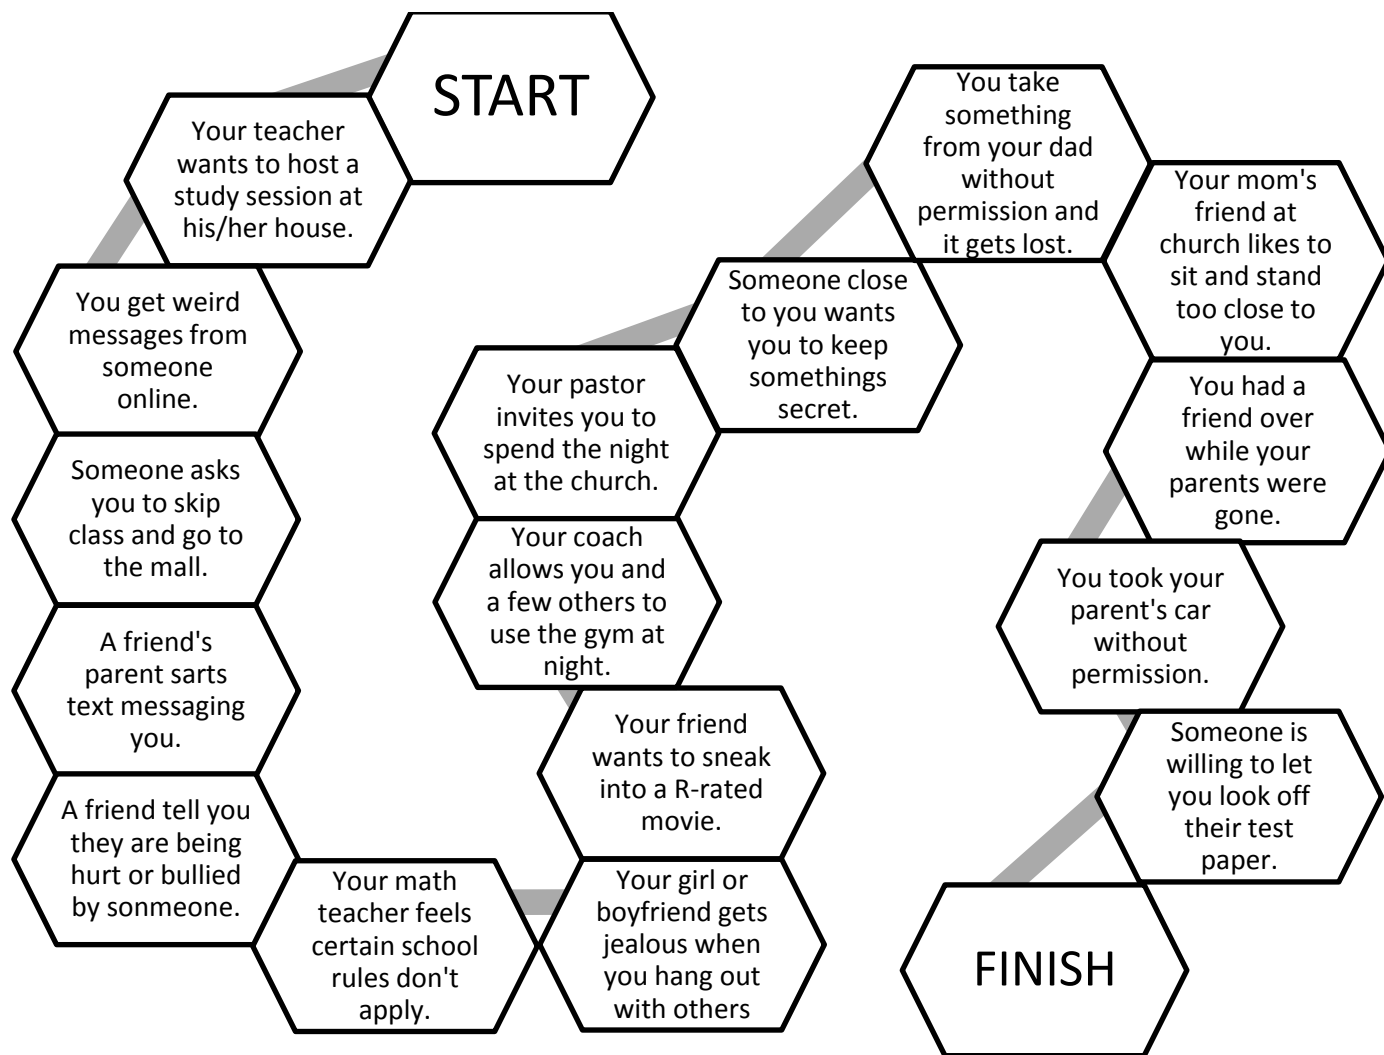 START
Your teacher
wants to host a
study session at
his/her house.
You get weird
messages from
someone
online.
Someone asks
you to skip
class and go to
the mall.
A friend's
parent sarts
text messaging
you.
A friend tell you
they are being
hurt or bullied
by sonmeone.
Your math
teacher feels
certain school
rules don't
apply.
Your girl or
boyfriend gets
jealous when
you hang out
with others
Your friend
wants to sneak
into a R-rated
movie.
Your coach
allows you and
a few others to
use the gym at
night.
Your pastor
invites you to
spend the night
at the church.
Someone close
to you wants
you to keep
somethings
secret.
You take
something
from your dad
without
permission and
it gets lost.
Your mom's
friend at
church likes to
sit and stand
too close to
you.
You had a
friend over
while your
parents were
gone.
You took your
parent's car
without
permission.
Someone is
willing to let
you look off
their test
paper.
FINISH